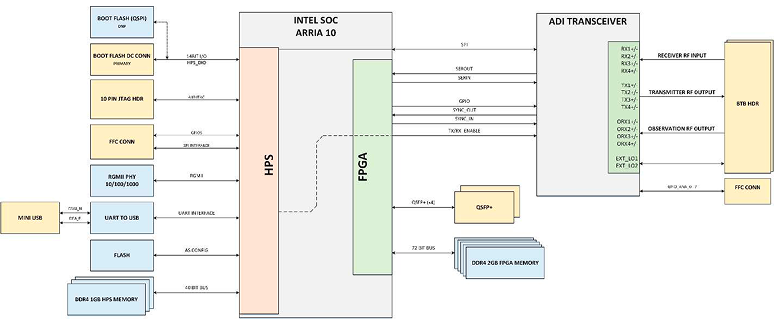 BOOT FLASH (QSPI)
DNP
BOOT FLASH DC CONN
PRIMARY
10 PIN JTAG HDR
FFC CONN
RGMII PHY
10/100/1000
MINI USB
UART TO USB
FLASH
DDR4 1GB HPS MEMORY
14BIT I/O
HPS_DIO
GPIOS
SPI INTERFACE
RGMII
UART INTERFACE
AS CONFIG
40 BIT BUS
INTEL SOC
ARRIA 10
HPS
FPGA
SPI
SEROUT
SERIN
GPIO
SYNC_OUT
SYNC_IN
TX/RX_ENABLE
QSFP+ (x4)
QSFP+
72 BIT BUS
DDR4 2GB FPGA MEMORY
ADI TRANSCEIVER
RX1+/-
RX2+/-
RX3+/-
RX4+/-
TX1+/-
TX2+/-
TX3+/-
TX4+/-
ORX1+/-
ORX2+/-
ORX3+/-
ORX4+/-
EXT_LO1
EXT_LO2
RECEIVER RF INPUT
TRANSMITTER RF OUTPUT
OBSERVATION RF OUTPUT
BTB HDR
FFC CONN